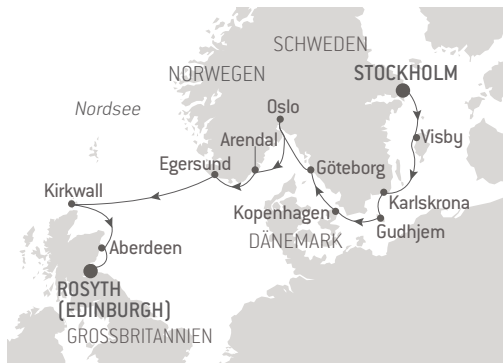 SCHWEDEN
STOCKHOLM
NORWEGEN
Oslo
Nordsee
Arendal
Visby
Egersund
Göteborg
Kirkwall
Karlskrona
Kopenhagen
Gudhjem
DÄNEMARK
Aberdeen
ROSYTH
(EDINBURGH)
GROSSBRITANNIEN